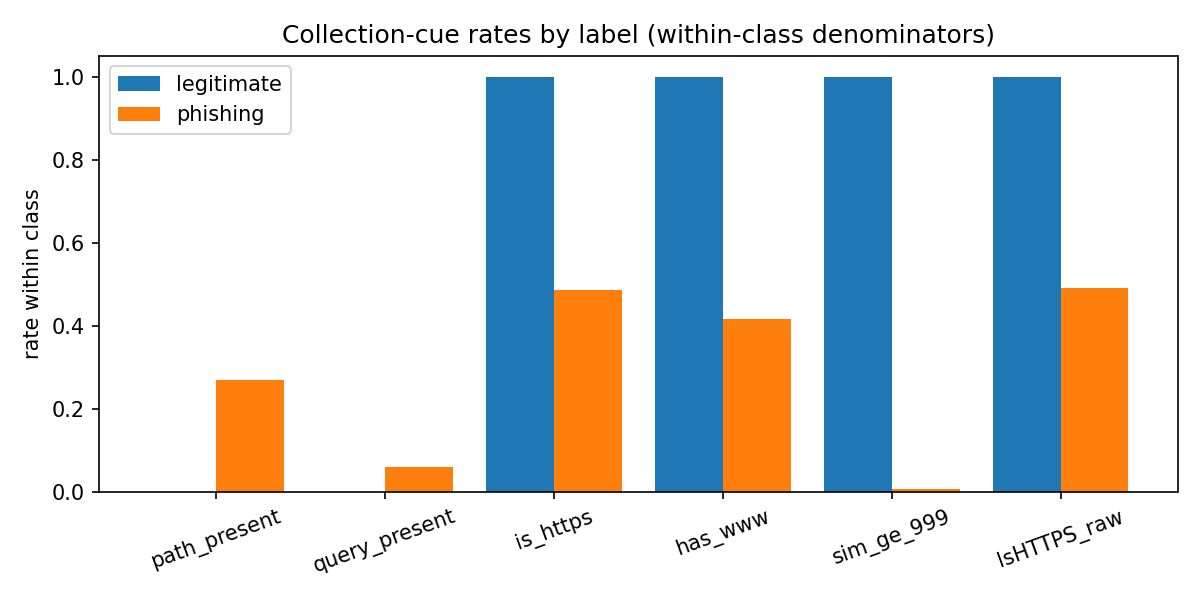 Collection-cue rates by label (within-class denominators)
legitimate
phishing
rate within class
1.0
0.8
0.6
0.4
0.2
0.0
path_present
query_present
is_https
has_www
sim_ge_999
IsHTTPS_raw